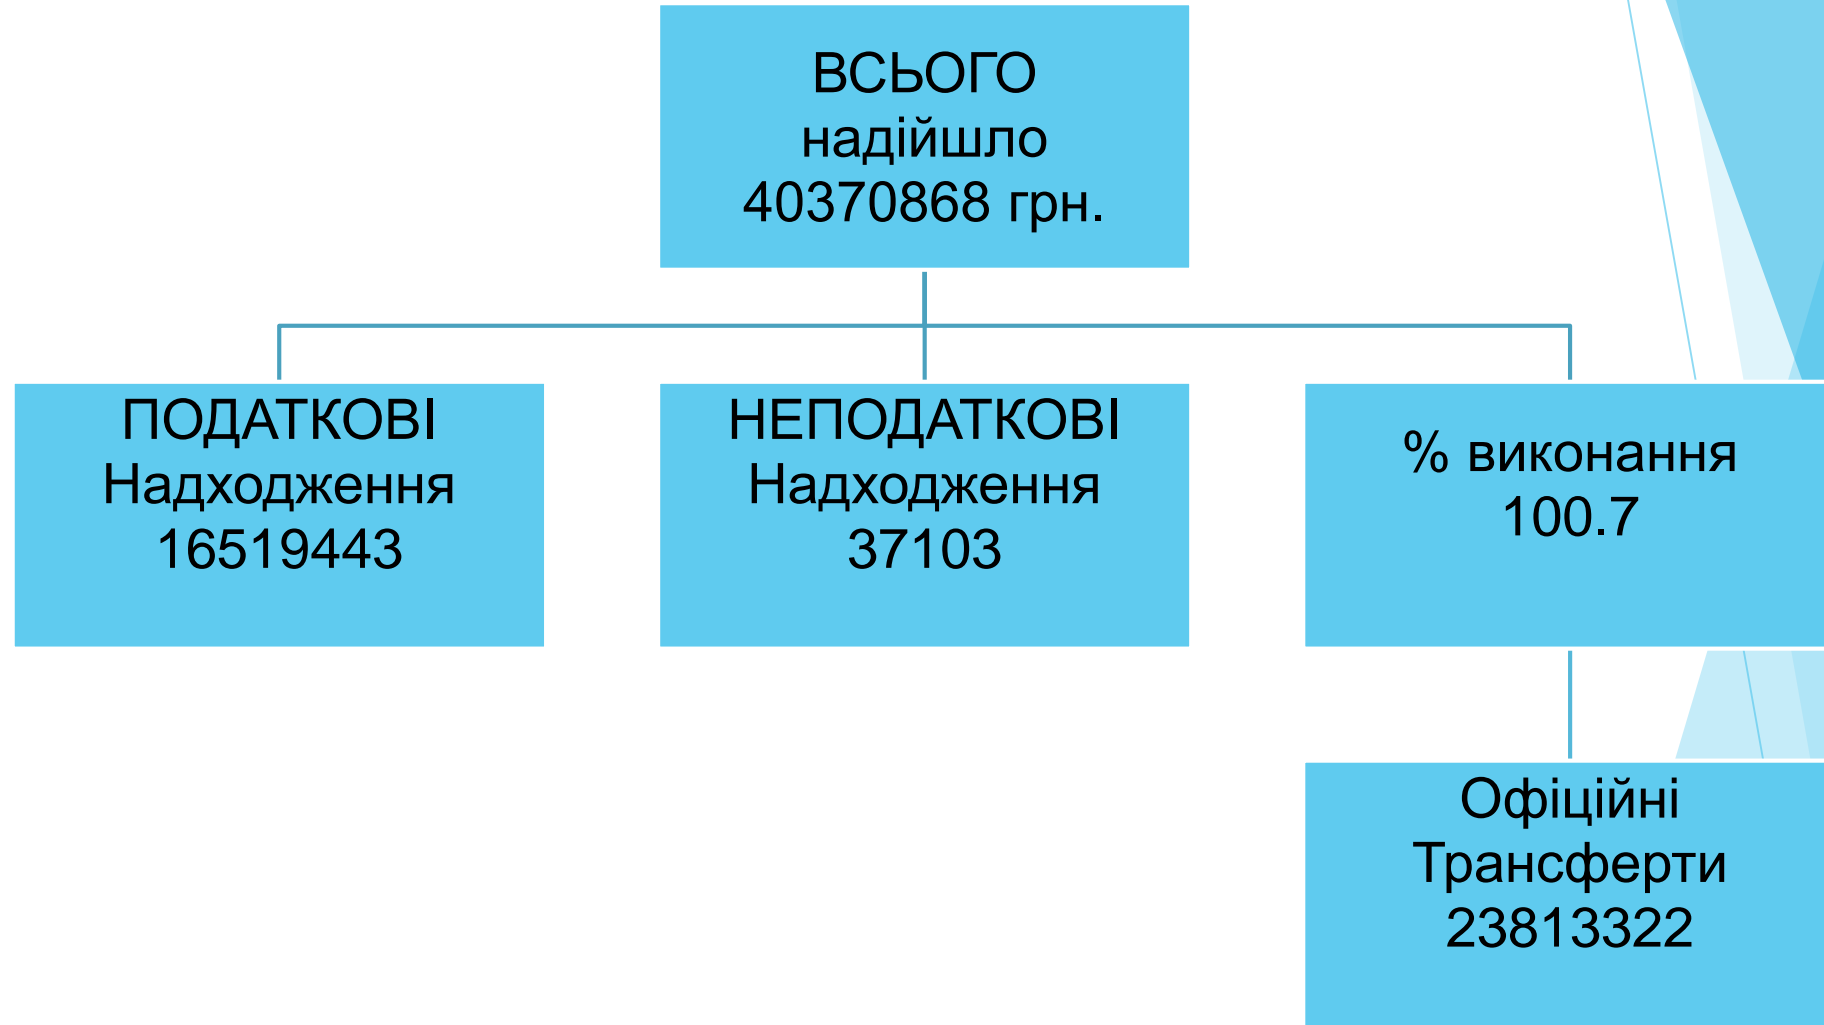 ВСЬОГО
надійшло
40370868 грн.
ПОДАТКОВІ
Надходження
16519443
НЕПОДАТКОВІ
Надходження
37103
% виконання
100.7
Офіційні
Трансферти
23813322